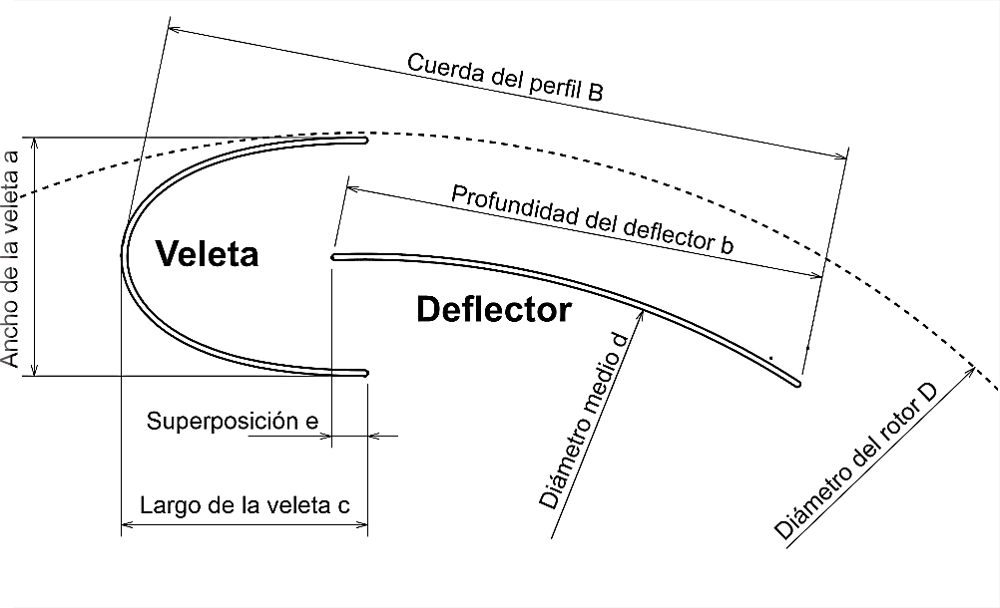 Cuerda del perfil B
Ancho de la veleta a
Profundidad del deflector b
Veleta
Deflector
Superposición e
Diámetro medio d
Diámetro del rotor D
Largo de la veleta c